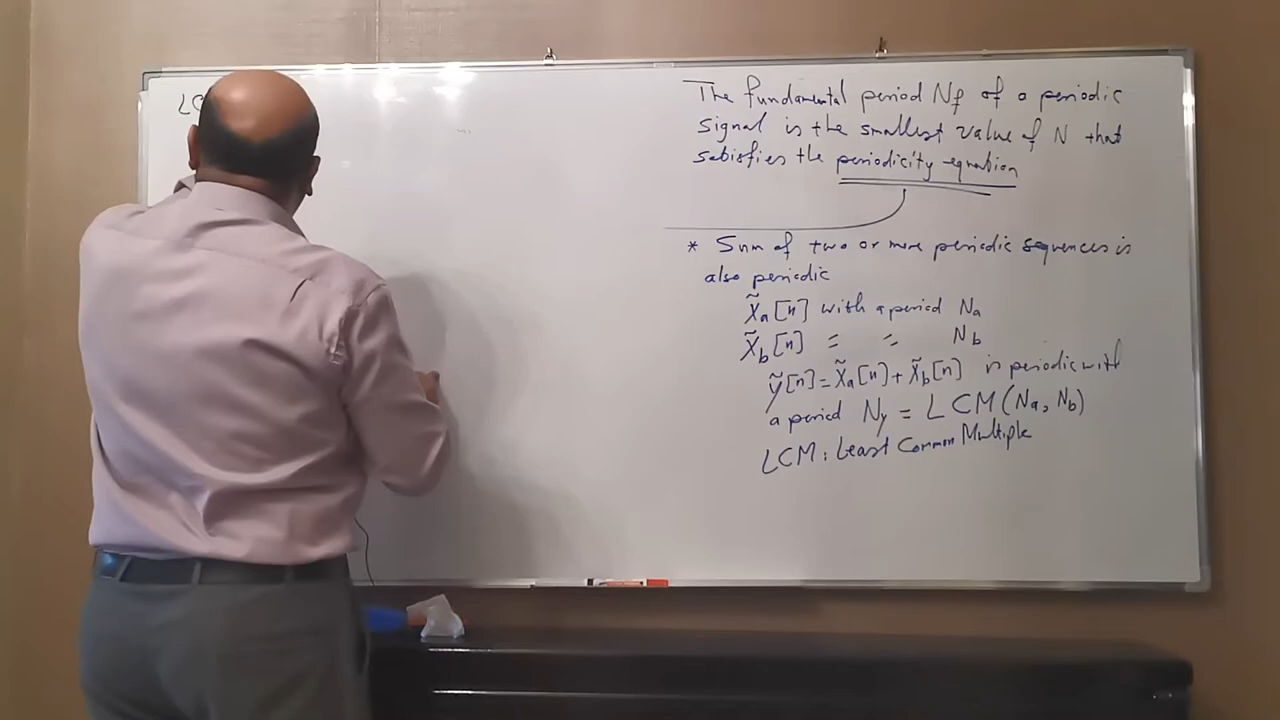 LC
The fundamental period Nf of a periodic
signal is the smallest value of N that
satisfies the periodicity equation
* Sum of two or more periodic sequences is
also periodic
x̃a[n] with a period Na
x̃b[n] = = Nb
ỹ[n] = x̃a[n] + x̃b[n] is periodic with
a period Ny = LCM(Na, Nb)
LCM: Least Common Multiple